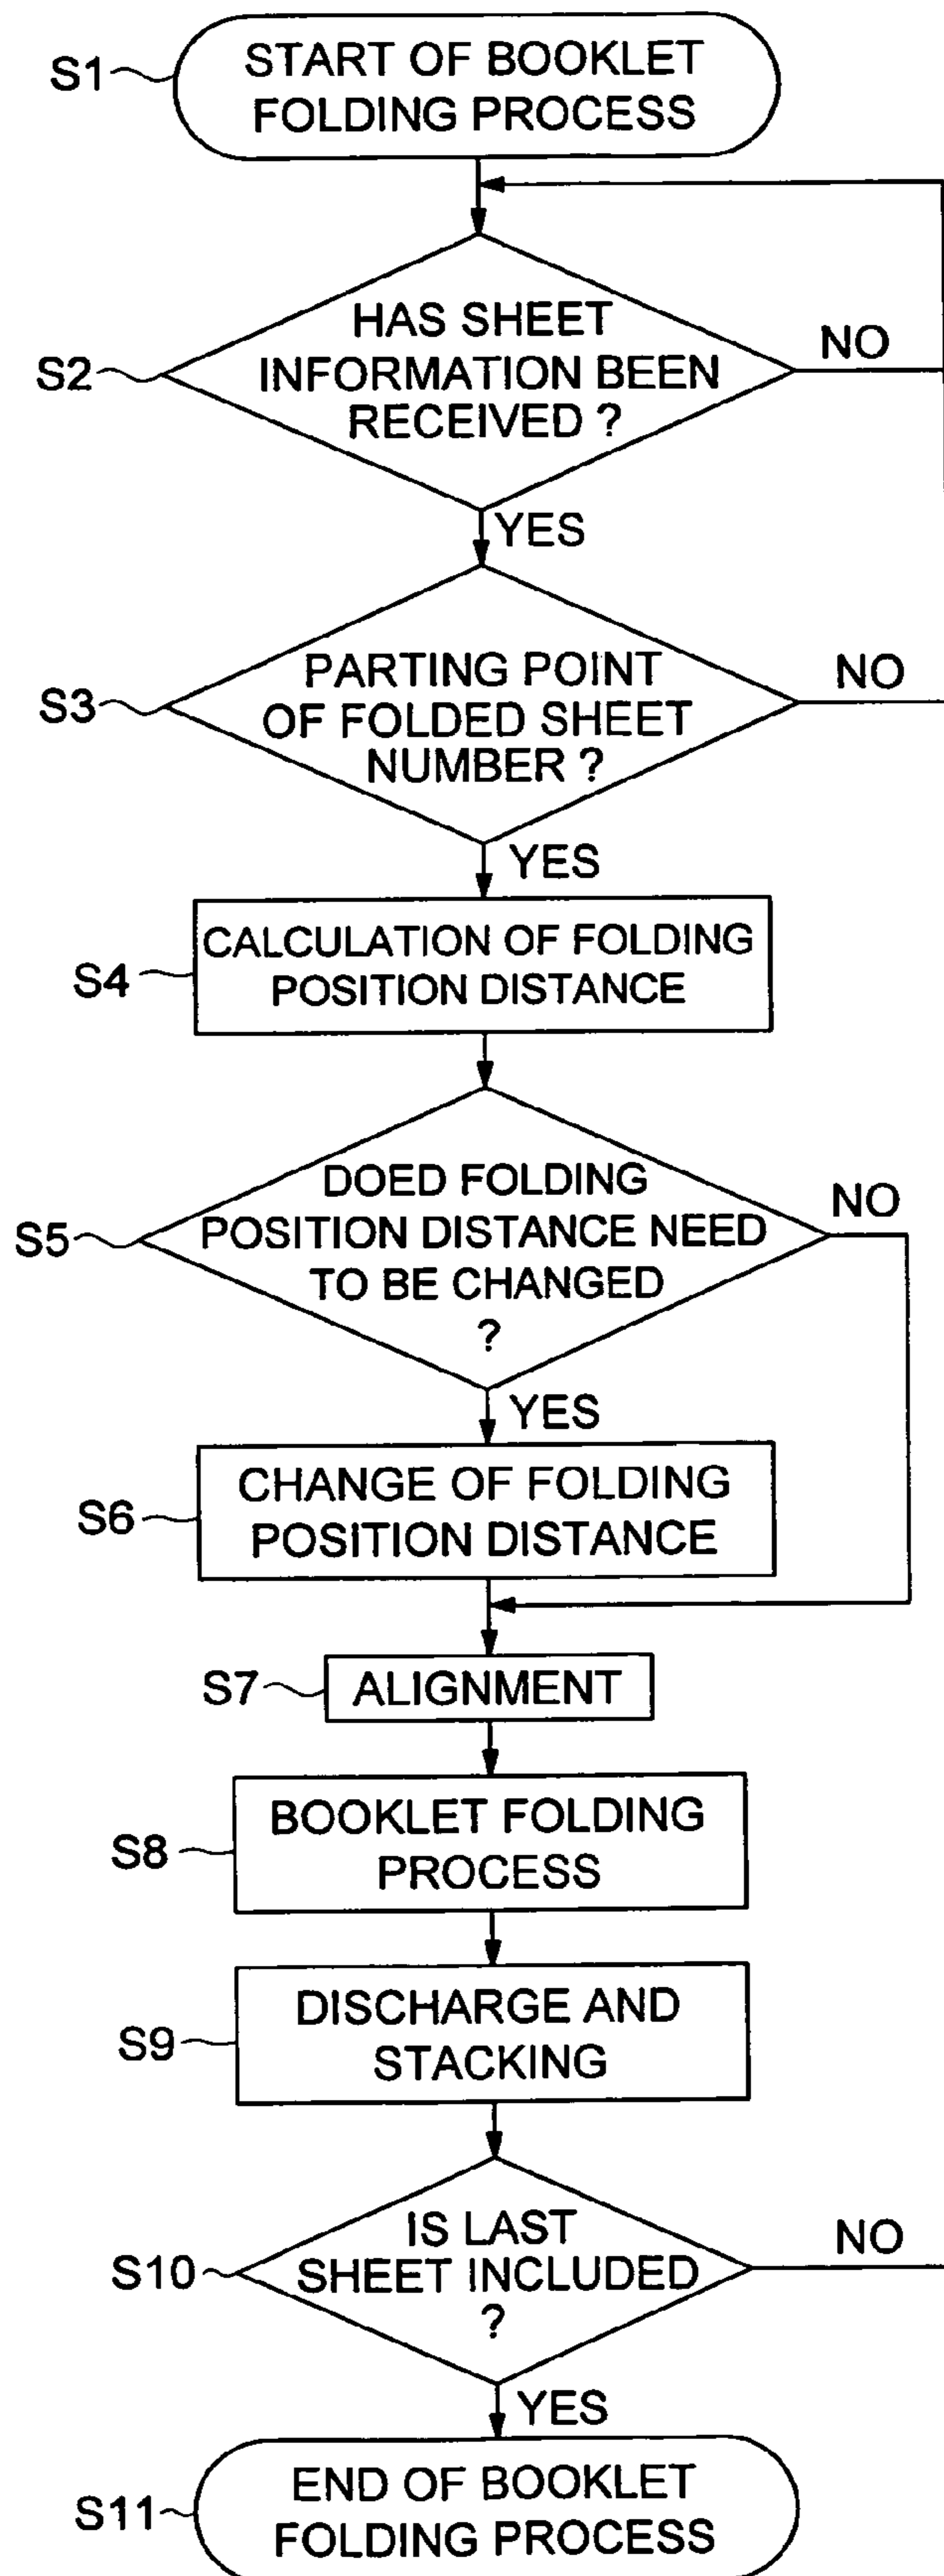 S1
START OF BOOKLET
FOLDING PROCESS
S2
HAS SHEET
INFORMATION BEEN
RECEIVED ?
NO
YES
S3
PARTING POINT
OF FOLDED SHEET
NUMBER ?
NO
YES
S4
CALCULATION OF FOLDING
POSITION DISTANCE
S5
DOED FOLDING
POSITION DISTANCE NEED
TO BE CHANGED
?
NO
YES
S6
CHANGE OF FOLDING
POSITION DISTANCE
S7
ALIGNMENT
S8
BOOKLET FOLDING
PROCESS
S9
DISCHARGE AND
STACKING
S10
IS LAST
SHEET INCLUDED
?
NO
YES
S11
END OF BOOKLET
FOLDING PROCESS